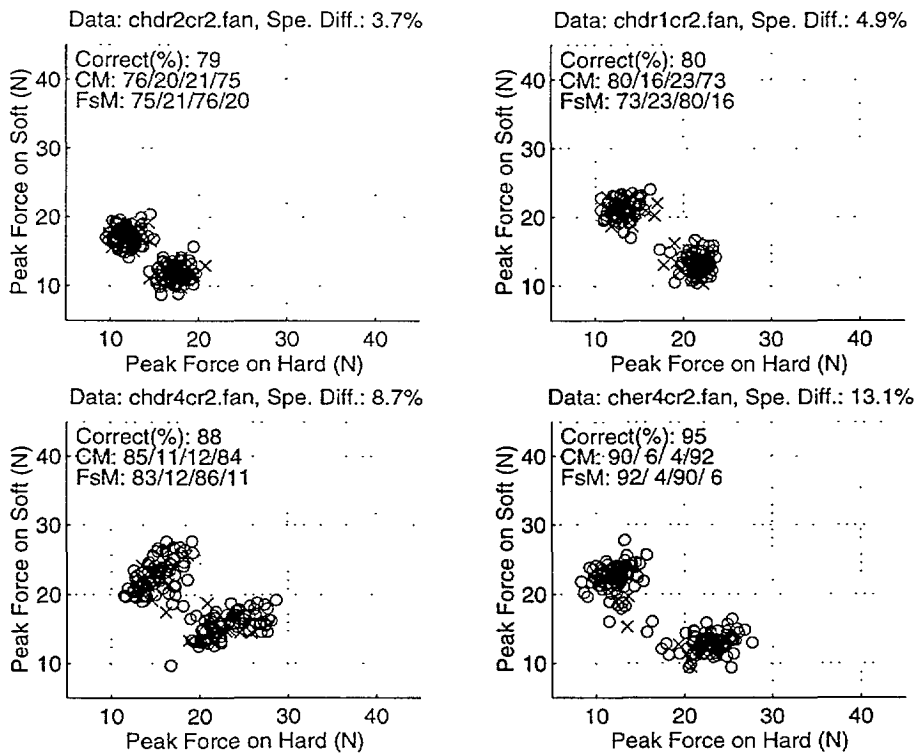 Data: chdr2cr2.fan, Spe. Diff.: 3.7%
Correct(%): 79
CM: 76/20/21/75
FsM: 75/21/76/20
Peak Force on Soft (N)
40
30
20
10
10 20 30 40
Peak Force on Hard (N)
Data: chdr1cr2.fan, Spe. Diff.: 4.9%
Correct(%): 80
CM: 80/16/23/73
FsM: 73/23/80/16
Peak Force on Soft (N)
40
30
20
10
10 20 30 40
Peak Force on Hard (N)
Data: chdr4cr2.fan, Spe. Diff.: 8.7%
Correct(%): 88
CM: 85/11/12/84
FsM: 83/12/86/11
Peak Force on Soft (N)
40
30
20
10
10 20 30 40
Peak Force on Hard (N)
Data: cher4cr2.fan, Spe. Diff.: 13.1%
Correct(%): 95
CM: 90/ 6/ 4/92
FsM: 92/ 4/90/ 6
Peak Force on Soft (N)
40
30
20
10
10 20 30 40
Peak Force on Hard (N)